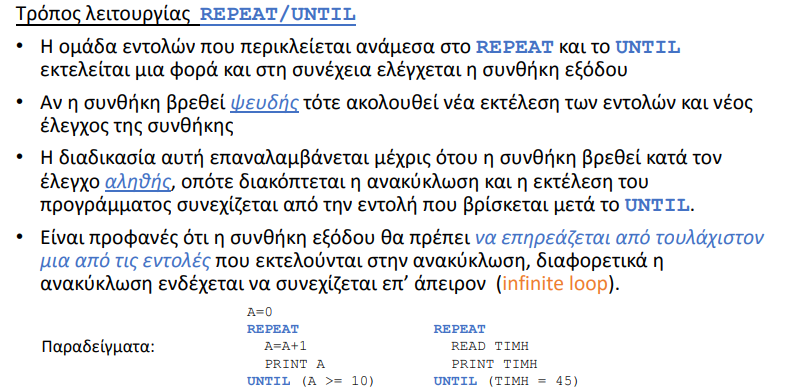 Τρόπος λειτουργίας REPEAT/UNTIL
• Η ομάδα εντολών που περικλείεται ανάμεσα στο REPEAT και το UNTIL
εκτελείται μια φορά και στη συνέχεια ελέγχεται η συνθήκη εξόδου
• Αν η συνθήκη βρεθεί ψευδής τότε ακολουθεί νέα εκτέλεση των εντολών και νέος
έλεγχος της συνθήκης
• Η διαδικασία αυτή επαναλαμβάνεται μέχρις ότου η συνθήκη βρεθεί κατά τον
έλεγχο αληθής, οπότε διακόπτεται η ανακύκλωση και η εκτέλεση του
προγράμματος συνεχίζεται από την εντολή που βρίσκεται μετά το UNTIL.
• Είναι προφανές ότι η συνθήκη εξόδου θα πρέπει να επηρεάζεται από τουλάχιστον
μια από τις εντολές που εκτελούνται στην ανακύκλωση, διαφορετικά η
ανακύκλωση ενδέχεται να συνεχίζεται επ’ άπειρον (infinite loop).
Παραδείγματα:
A=0
REPEAT
A=A+1
PRINT A
UNTIL (A >= 10)
REPEAT
READ TIMH
PRINT TIMH
UNTIL (TIMH = 45)